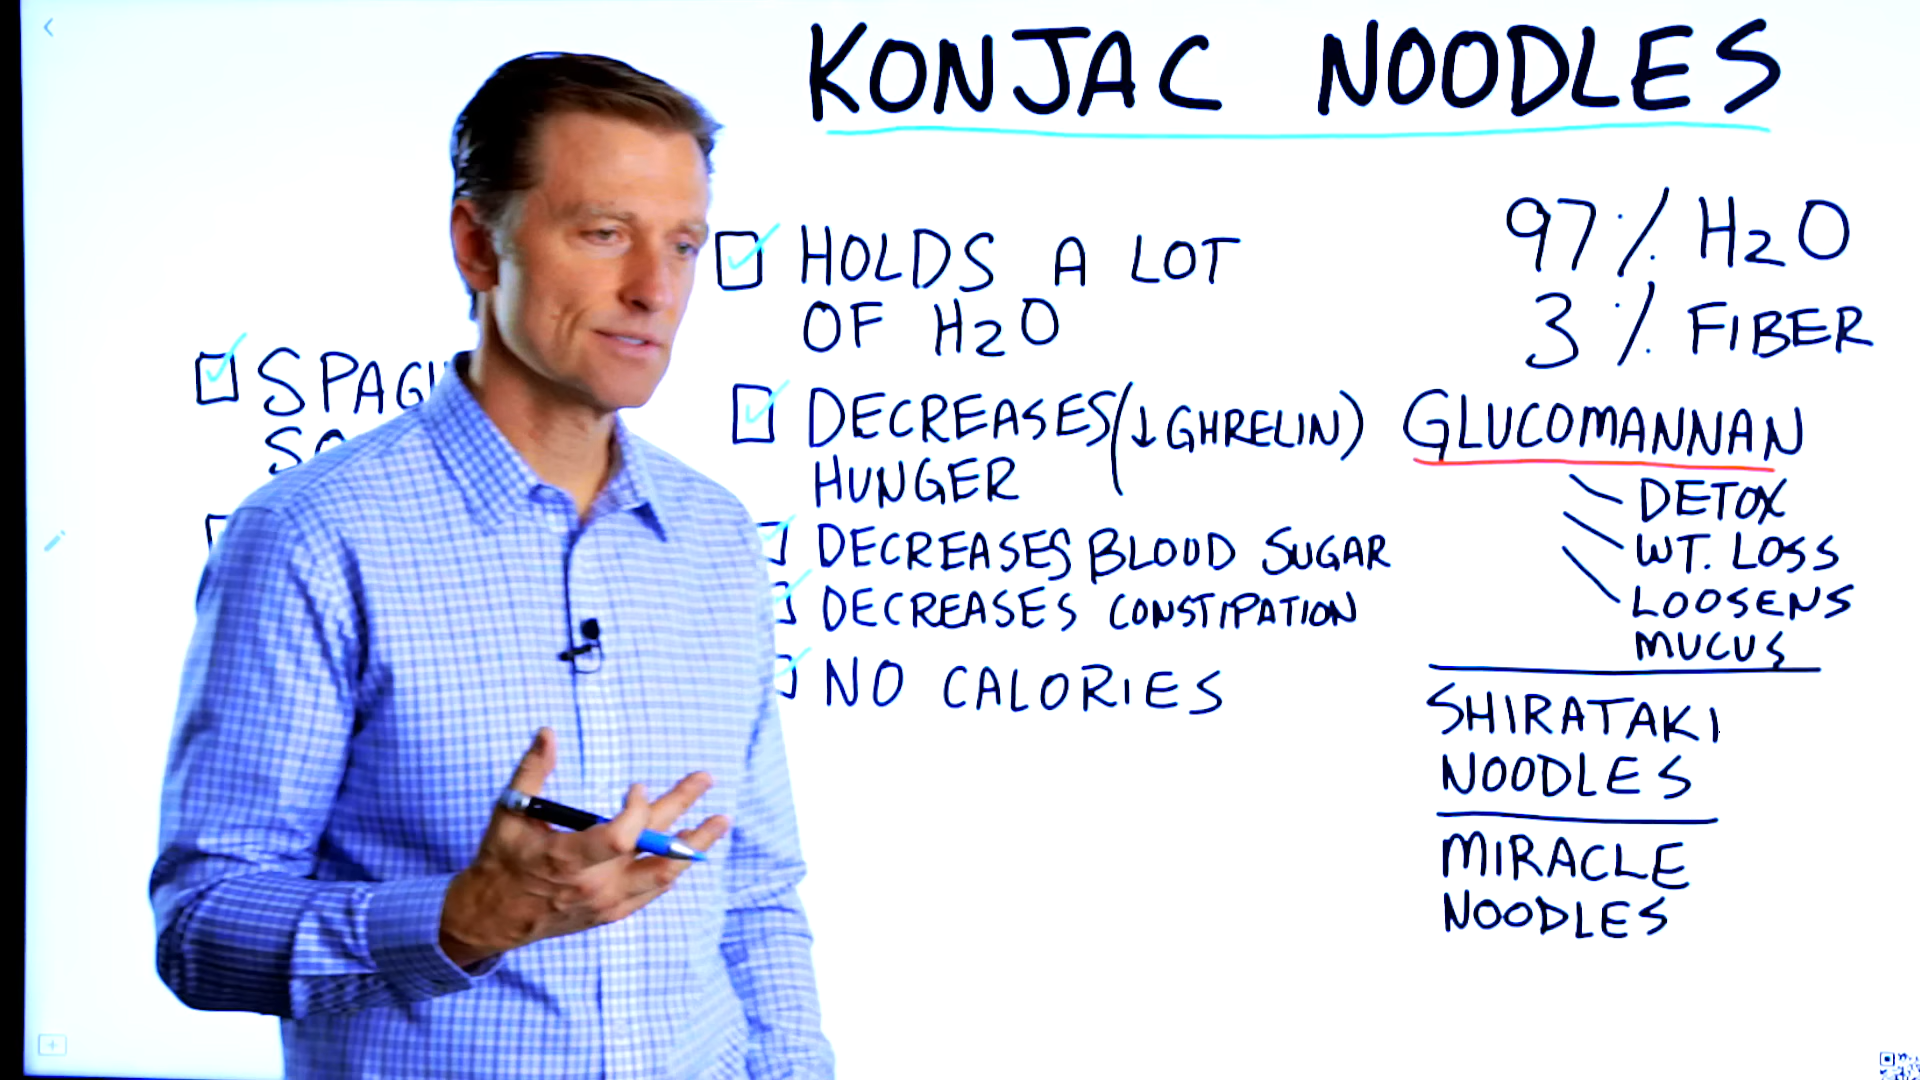 KONJAC NOODLES
HOLDS A LOT
OF H2O
DECREASES (↓GHRELIN)
HUNGER
DECREASES BLOOD SUGAR
DECREASES CONSTIPATION
NO CALORIES
97% H2O
3% FIBER
GLUCOMANNAN
DETOX
WT. LOSS
LOOSENS
MUCUS
SHIRATAKI
NOODLES
MIRACLE
NOODLES